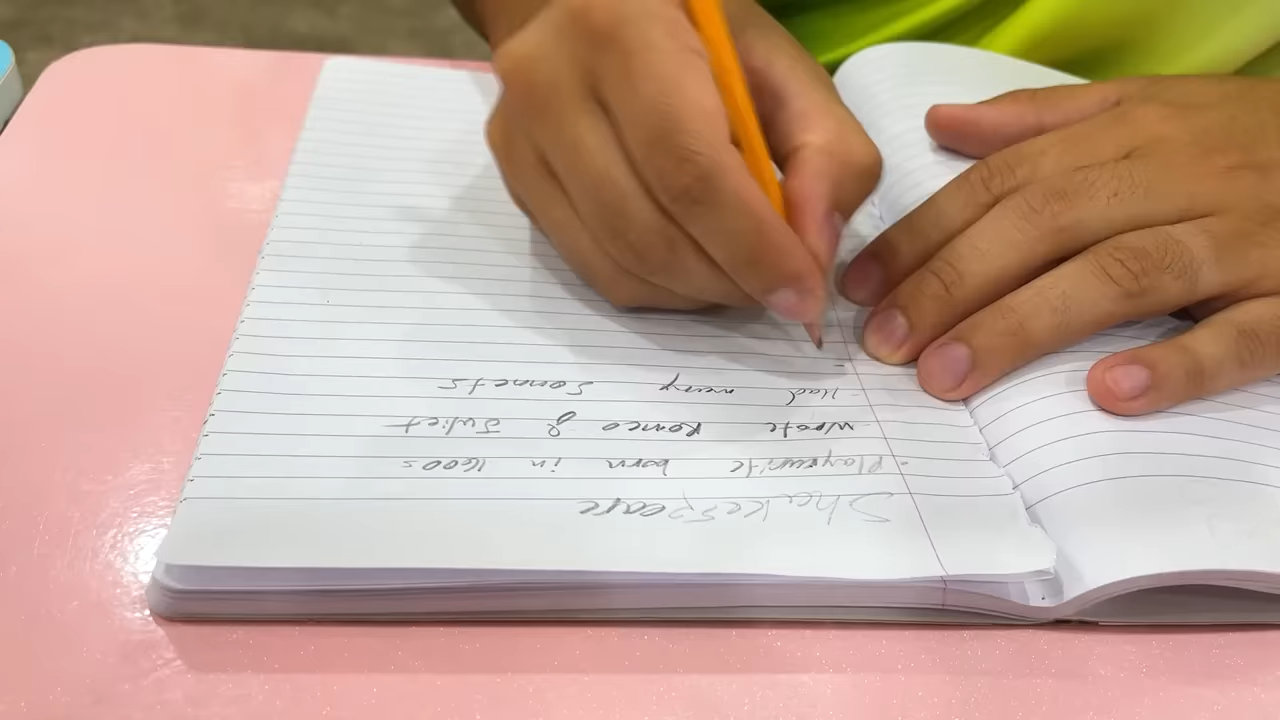 Shakespeare
- Playwrite born in 1600s
- Wrote Romeo & Juliet
- Had many Sonnets
-